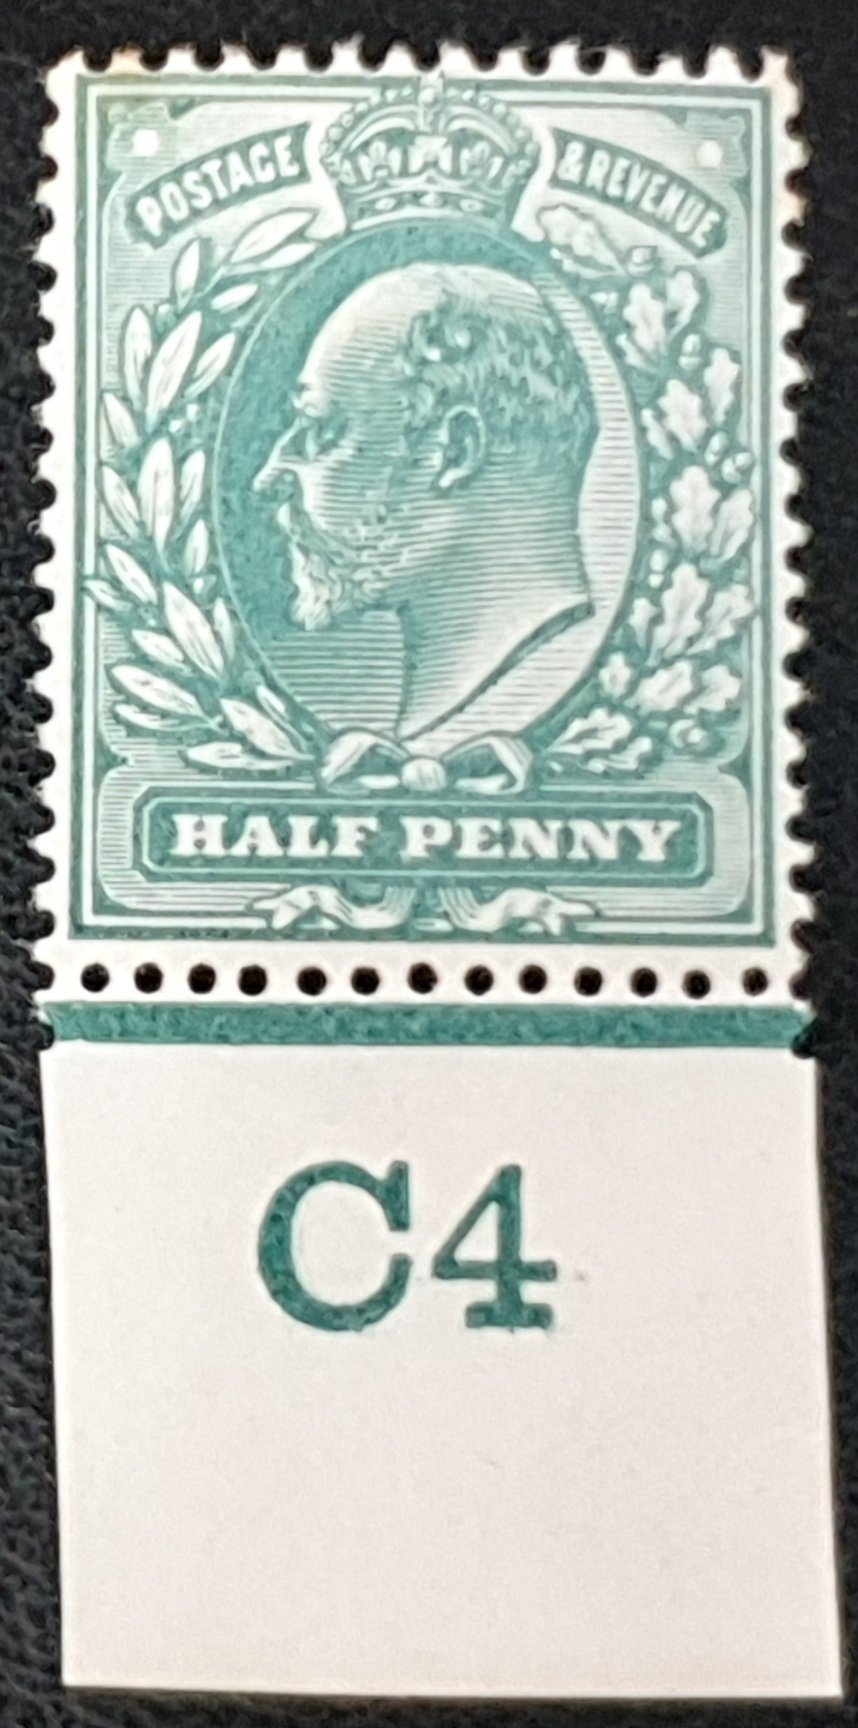 POSTAGE & REVENUE
HALF PENNY
C4